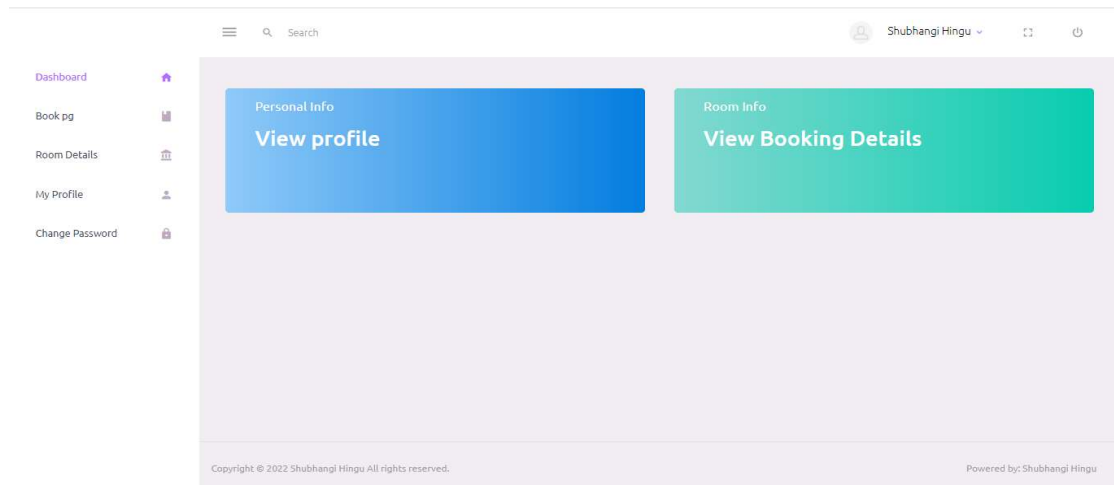 Search
Shubhangi Hingu
Dashboard
Book pg
Room Details
My Profile
Change Password
Personal Info
View profile
Room Info
View Booking Details
Copyright © 2022 Shubhangi Hingu All rights reserved.
Powered by: Shubhangi Hingu